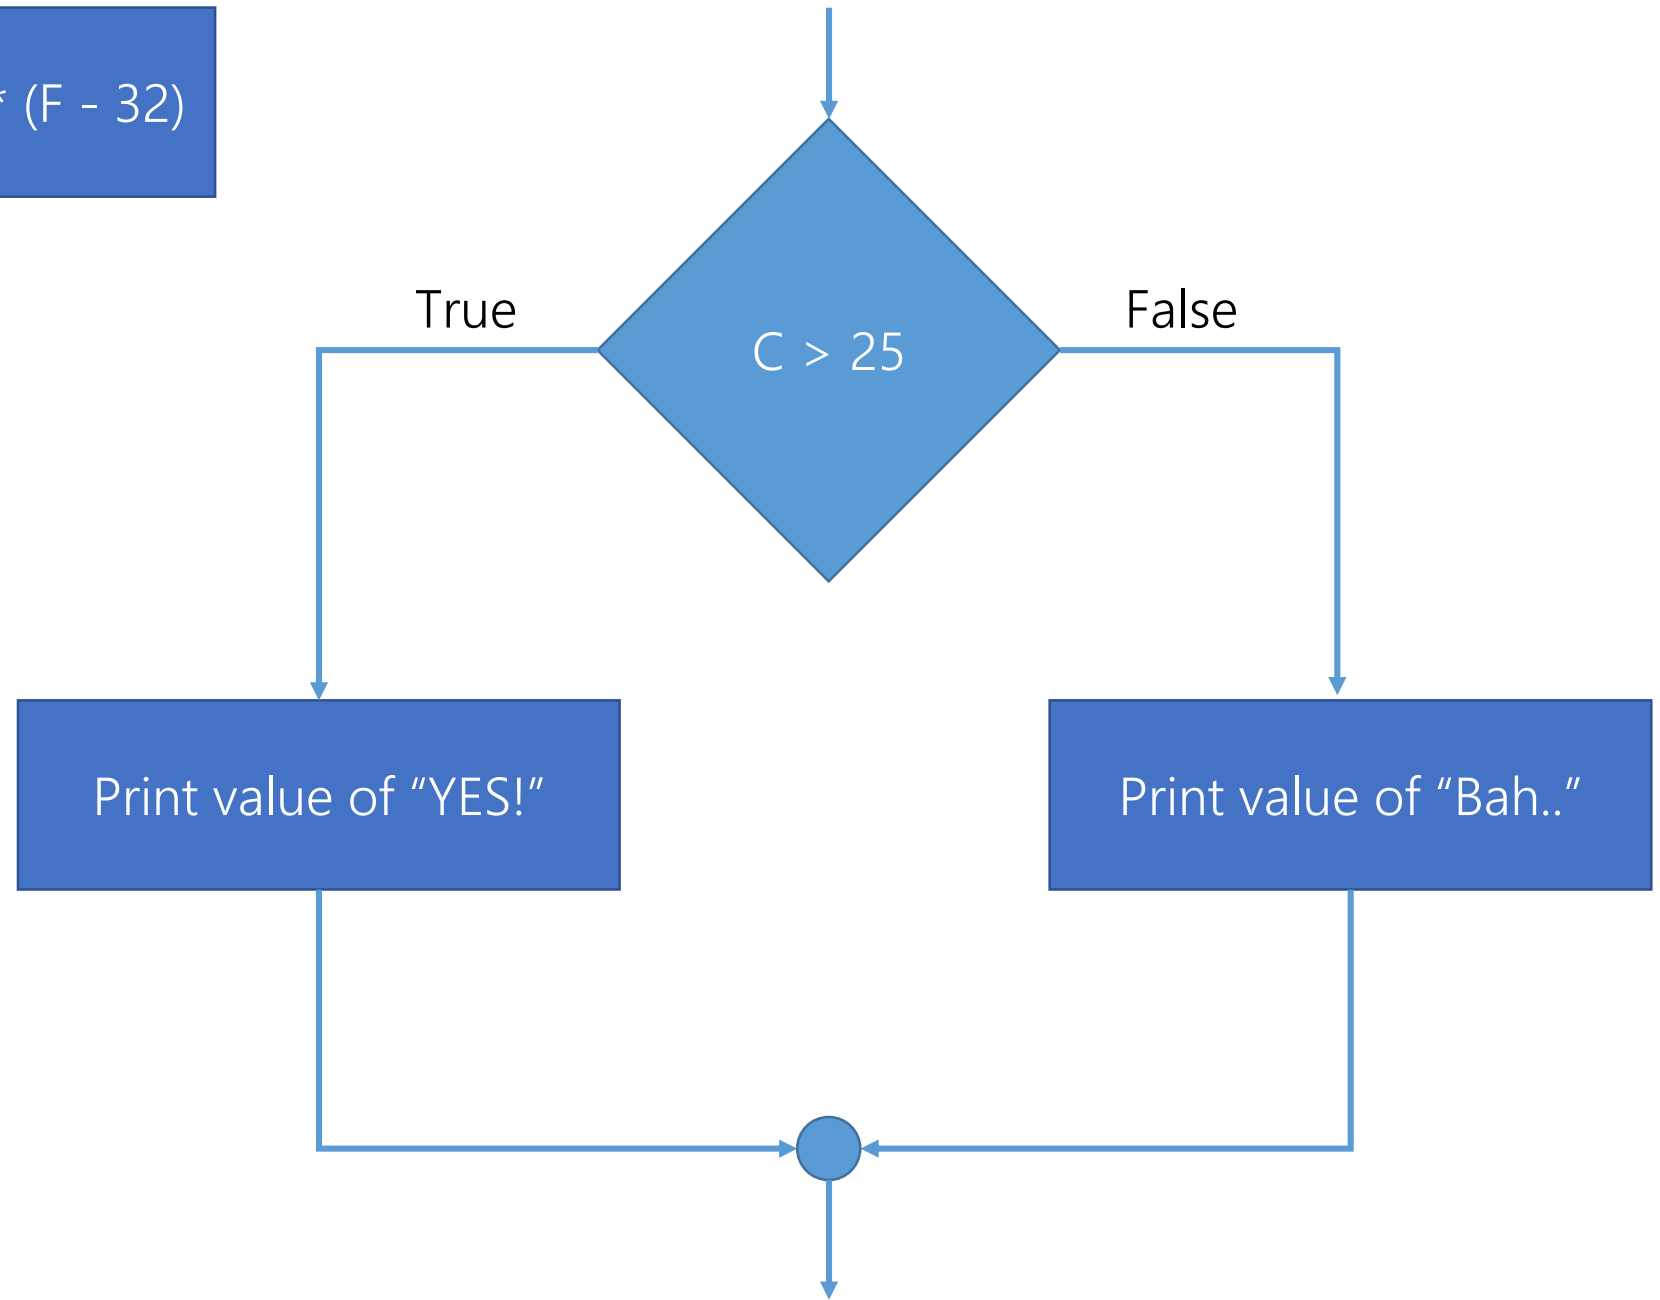 * (F - 32)
True
False
C > 25
Print value of “YES!”
Print value of “Bah..”